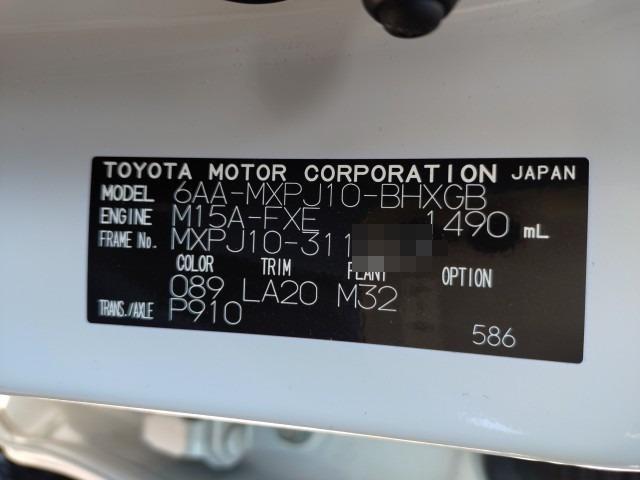 TOYOTA MOTOR CORPORATION JAPAN
MODEL 6AA-MXPJ10-BHXGB
ENGINE M15A-FXE 1490 mL
FRAME No. MXPJ10-311
COLOR TRIM PLANT OPTION
089 LA20 M32
TRANS./AXLE P910
586